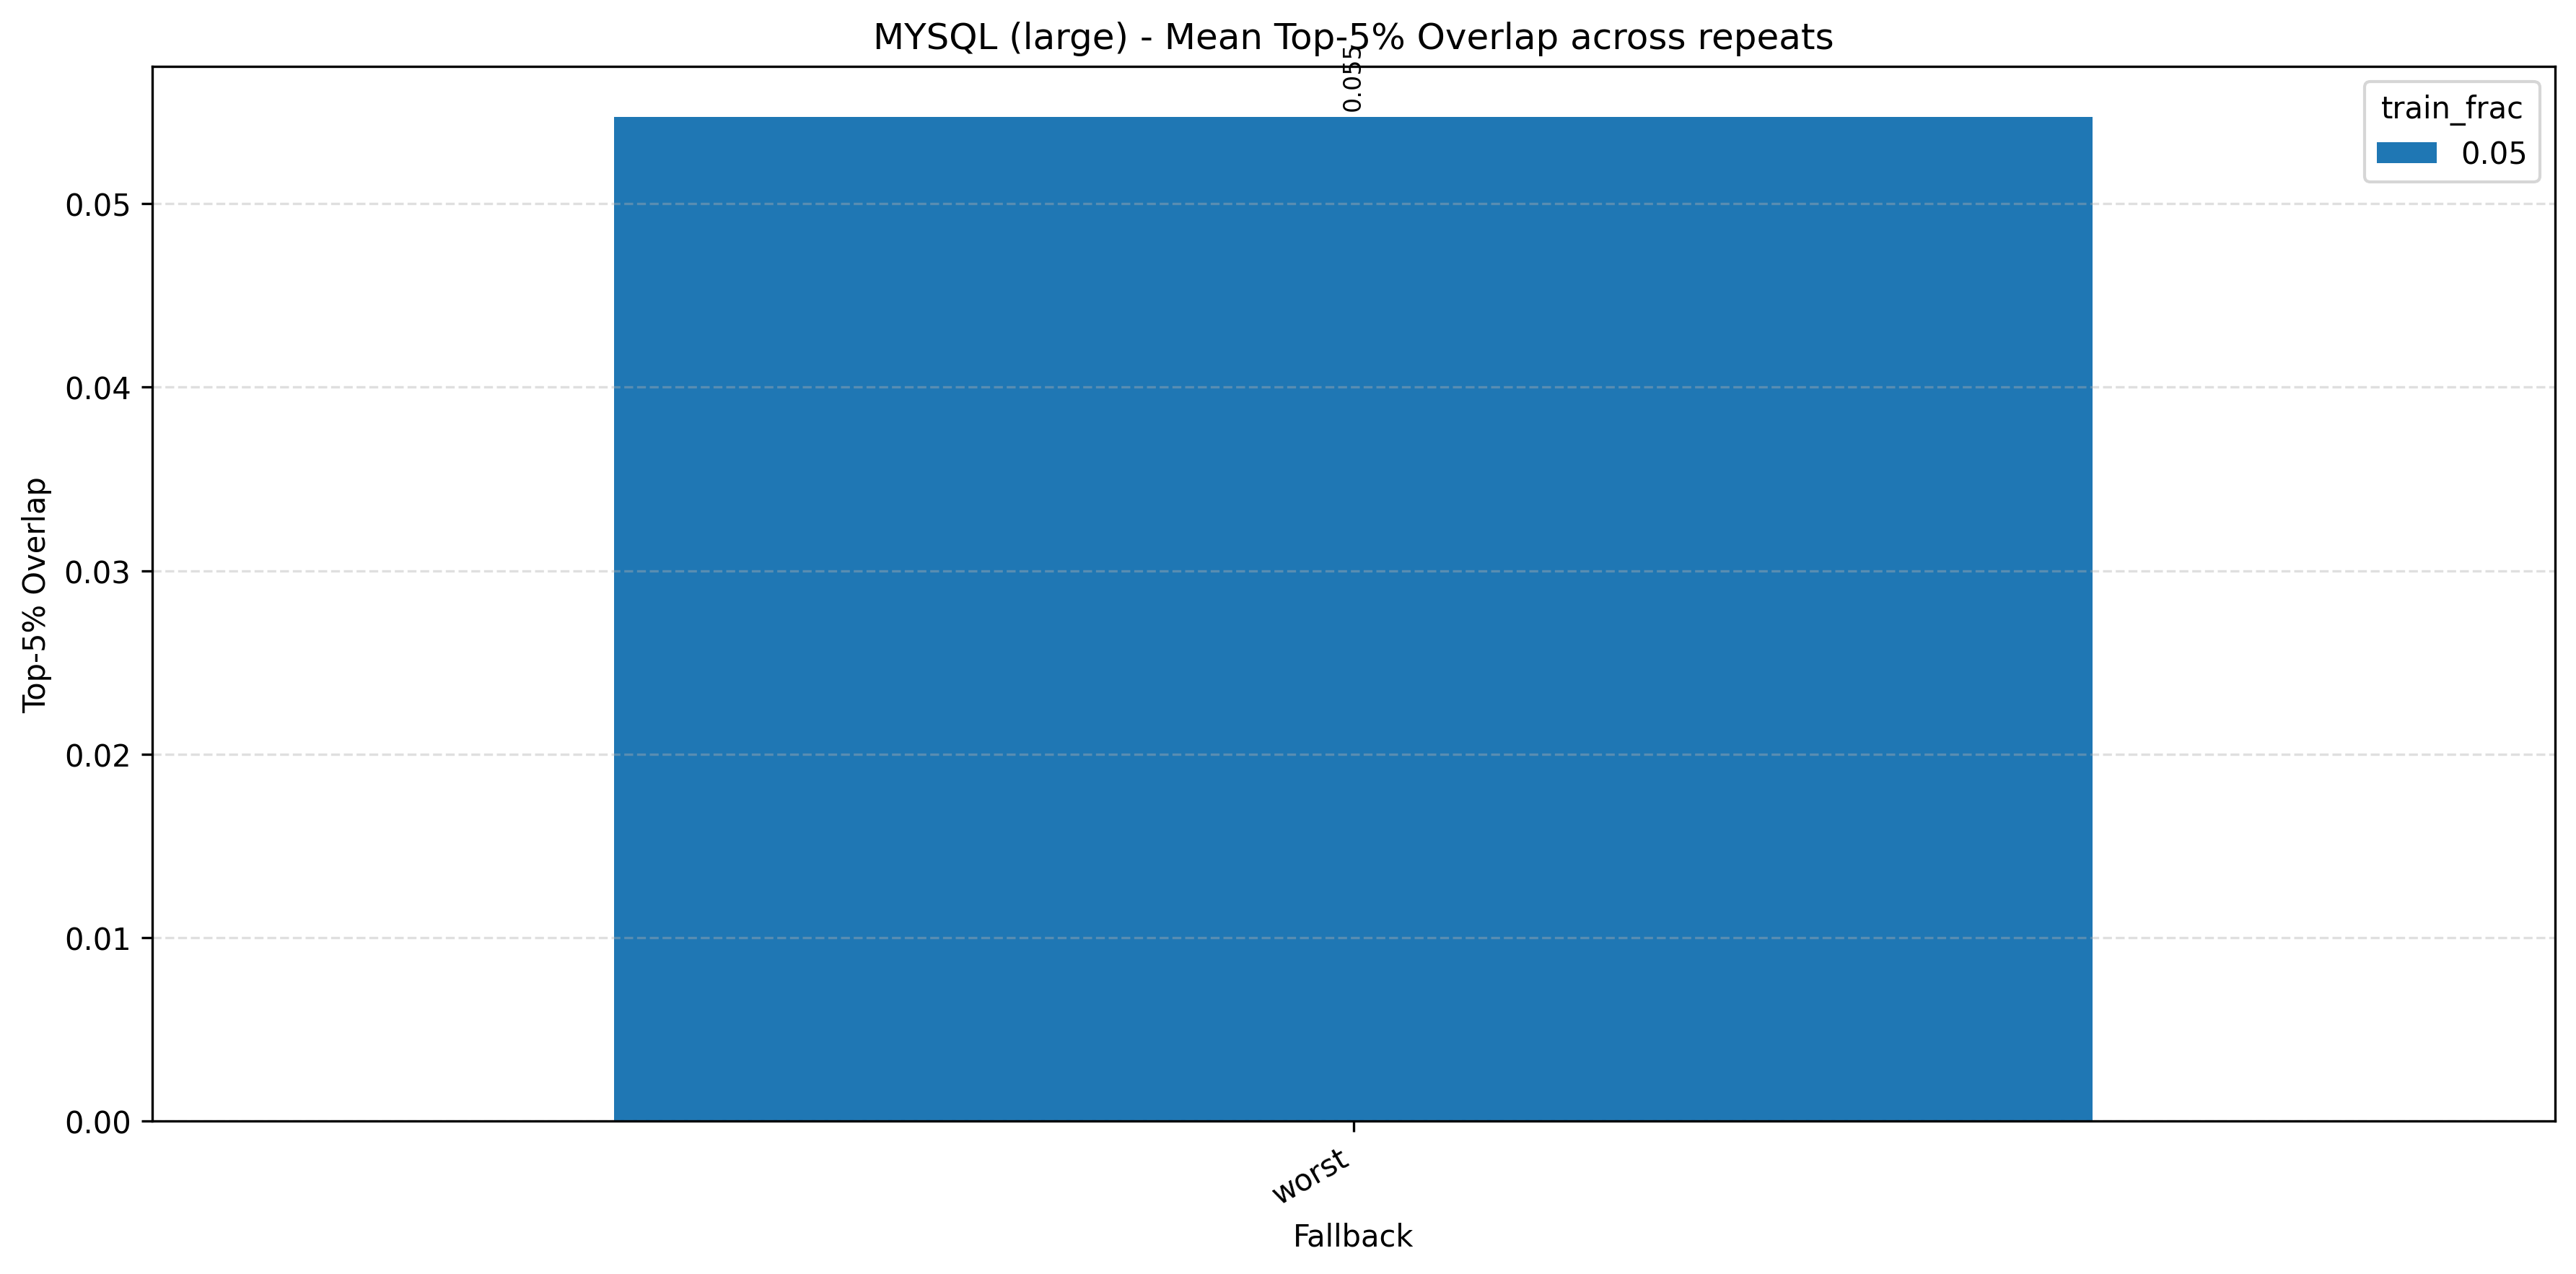 MYSQL (large) - Mean Top-5% Overlap across repeats
0.055
train_frac
0.05
0.05
0.04
0.03
0.02
0.01
0.00
Top-5% Overlap
worst
Fallback